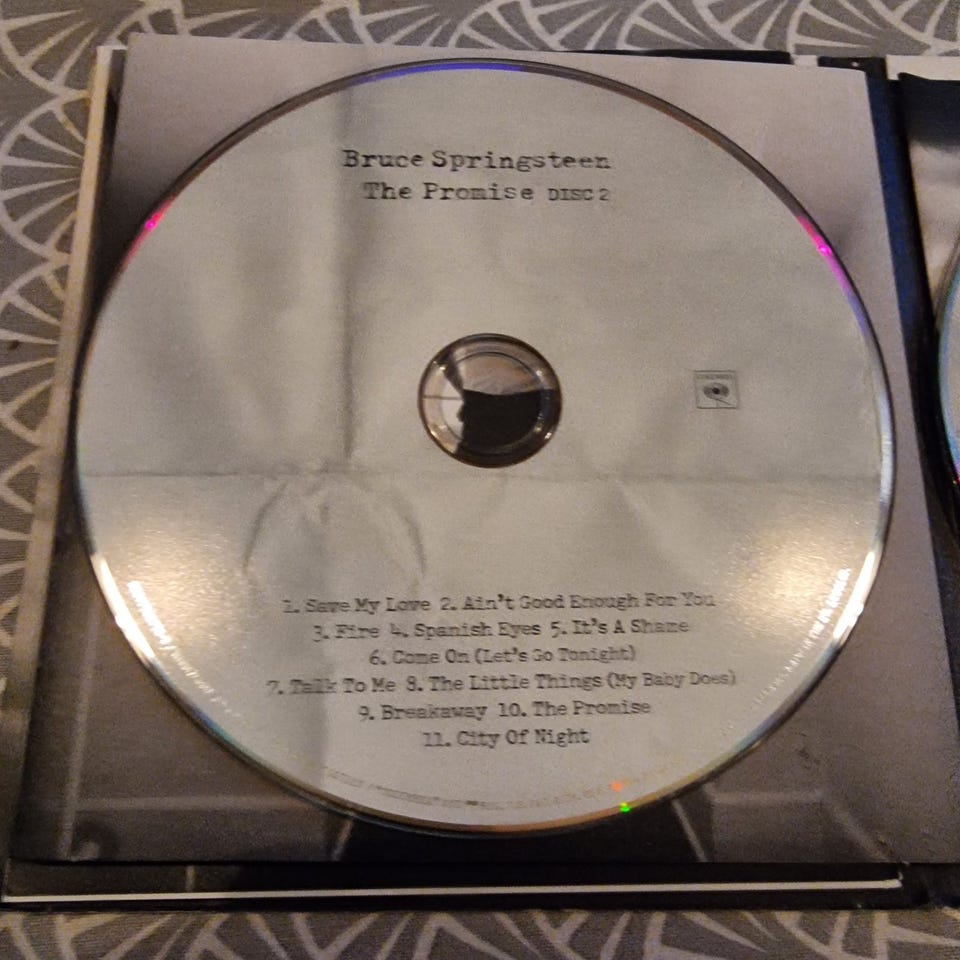 Bruce Springsteen
The Promise DISC 2
1. Save My Love 2. Ain't Good Enough For You
3. Fire 4. Spanish Eyes 5. It's A Shame
6. Come On (Let's Go Tonight)
7. Talk To Me 8. The Little Things (My Baby Does)
9. Breakaway 10. The Promise
11. City Of Night